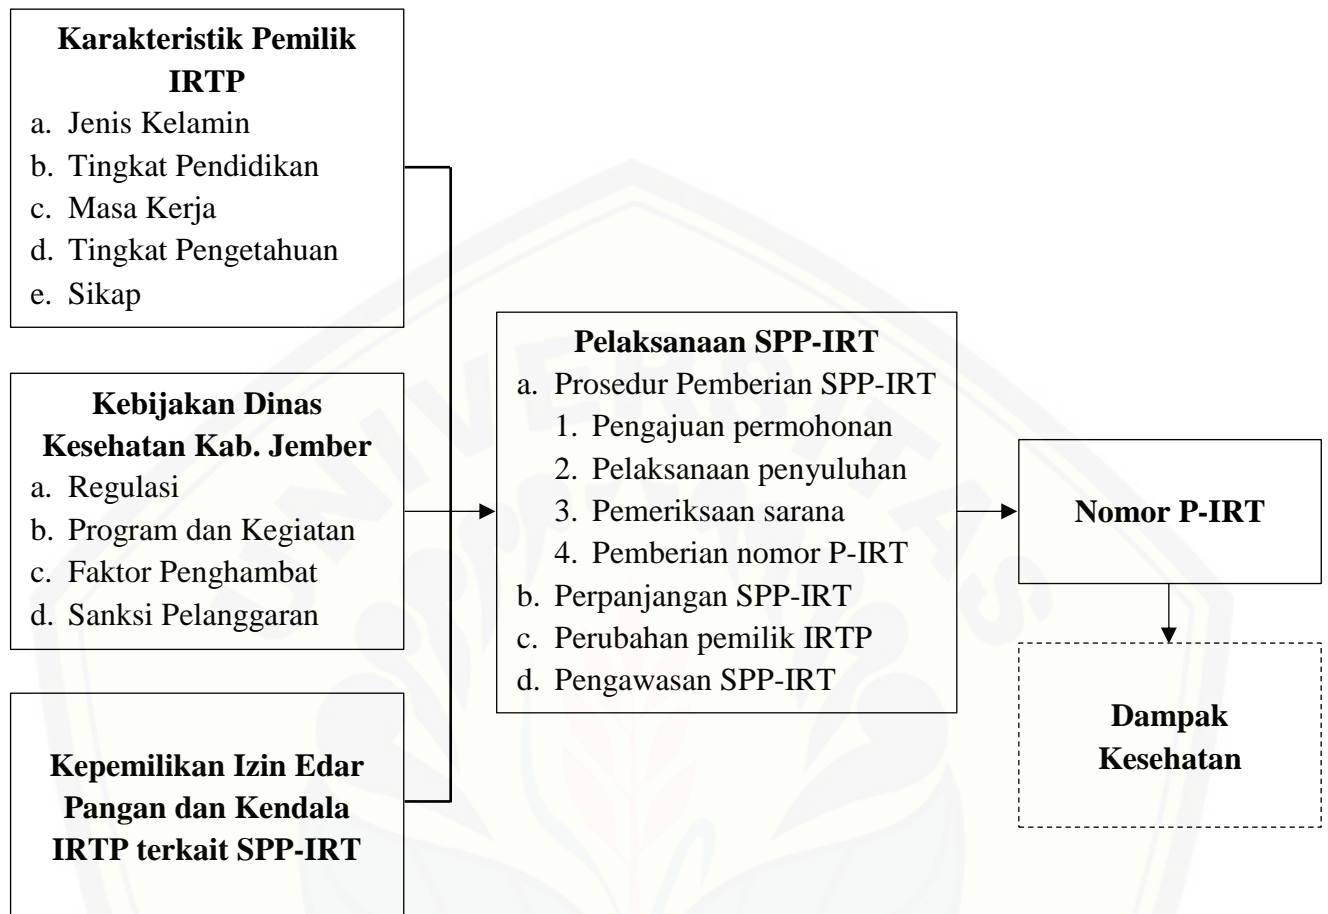 Karakteristik Pemilik
IRTP
a. Jenis Kelamin
b. Tingkat Pendidikan
c. Masa Kerja
d. Tingkat Pengetahuan
e. Sikap
Kebijakan Dinas
Kesehatan Kab. Jember
a. Regulasi
b. Program dan Kegiatan
c. Faktor Penghambat
d. Sanksi Pelanggaran
Kepemilikan Izin Edar
Pangan dan Kendala
IRTP terkait SPP-IRT
Pelaksanaan SPP-IRT
a. Prosedur Pemberian SPP-IRT
1. Pengajuan permohonan
2. Pelaksanaan penyuluhan
3. Pemeriksaan sarana
4. Pemberian nomor P-IRT
b. Perpanjangan SPP-IRT
c. Perubahan pemilik IRTP
d. Pengawasan SPP-IRT
Nomor P-IRT
Dampak
Kesehatan
UNIVERSITAS